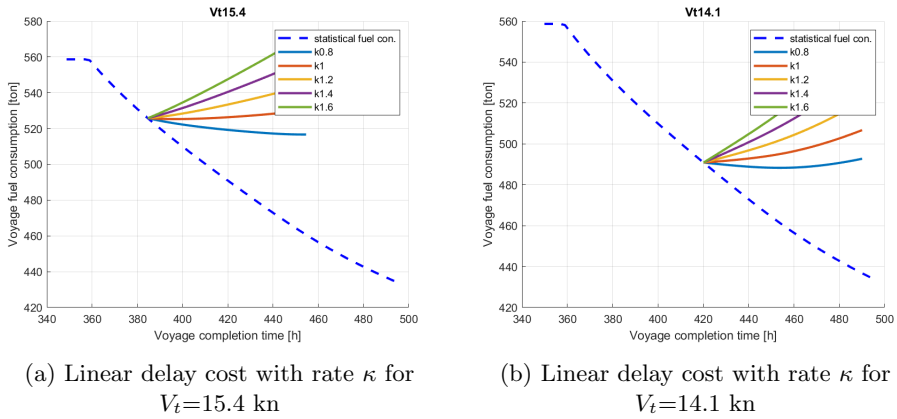 Vt15.4
580
560
540
520
500
480
460
440
420
340
360
380
400
420
440
460
480
500
Voyage fuel consumption [ton]
Voyage completion time [h]
statistical fuel con.
k0.8
k1
k1.2
k1.4
k1.6
(a) Linear delay cost with rate κ for
Vt=15.4 kn
Vt14.1
560
540
520
500
480
460
440
420
340
360
380
400
420
440
460
480
500
Voyage fuel consumption [ton]
Voyage completion time [h]
statistical fuel con.
k0.8
k1
k1.2
k1.4
k1.6
(b) Linear delay cost with rate κ for
Vt=14.1 kn